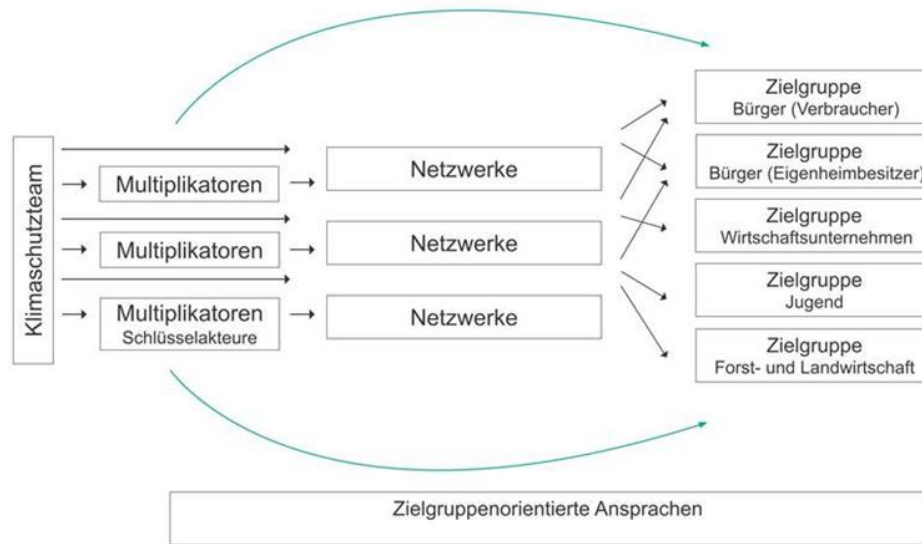 Klimaschutzteam
Multiplikatoren
Multiplikatoren
Multiplikatoren
Schlüsselakteure
Netzwerke
Netzwerke
Netzwerke
Zielgruppe
Bürger (Verbraucher)
Zielgruppe
Bürger (Eigenheimbesitzer)
Zielgruppe
Wirtschaftsunternehmen
Zielgruppe
Jugend
Zielgruppe
Forst- und Landwirtschaft
Zielgruppenorientierte Ansprachen